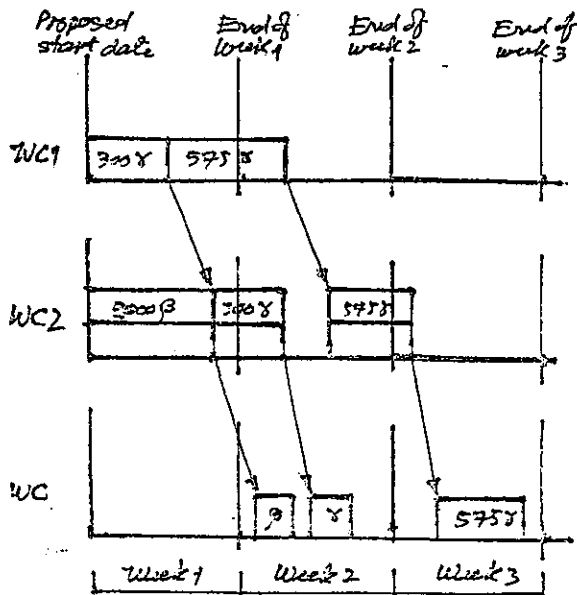 Proposed
start date
End of
Week 1
End of
week 2
End of
week 3
WC1
300 γ
575 γ
WC2
5000 β
300 γ
575 γ
WC
β
γ
575 γ
Week 1
Week 2
Week 3